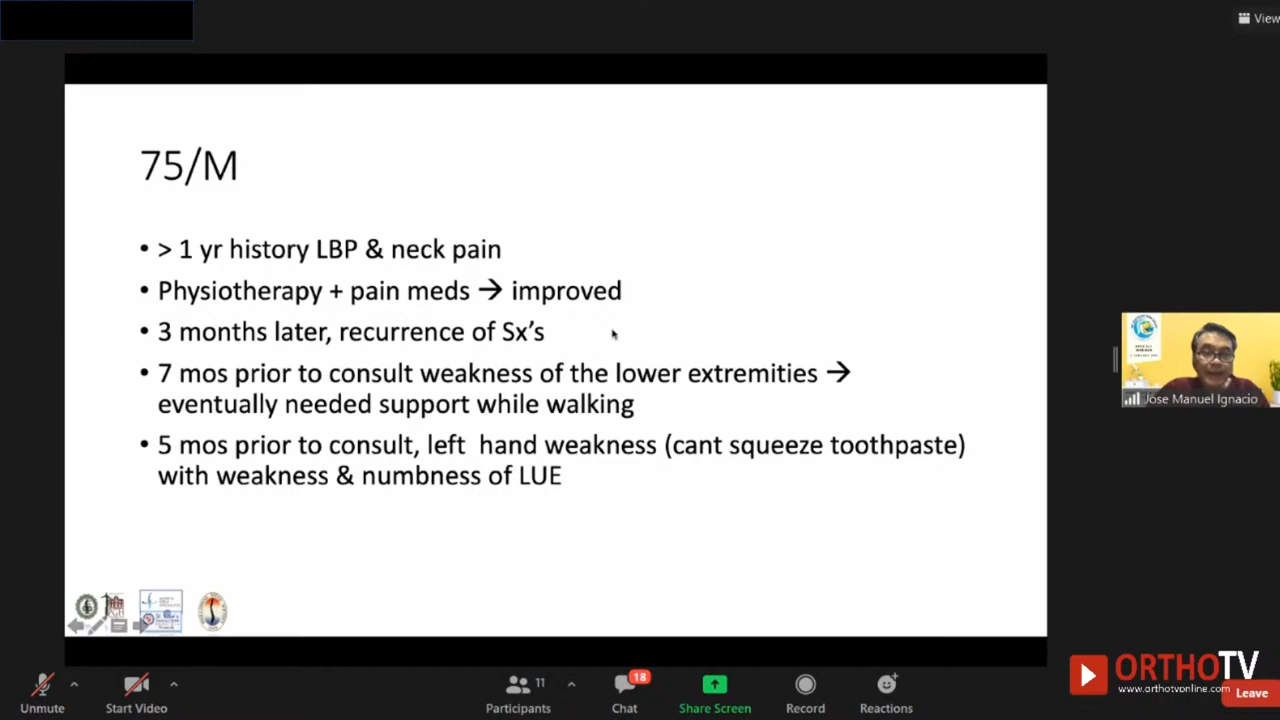 View
75/M
• > 1 yr history LBP & neck pain
• Physiotherapy + pain meds → improved
• 3 months later, recurrence of Sx's
• 7 mos prior to consult weakness of the lower extremities →
eventually needed support while walking
• 5 mos prior to consult, left hand weakness (cant squeeze toothpaste)
with weakness & numbness of LUE
Jose Manuel Ignacio
ORTHOTV
www.orthotvonline.com
Leave
18
11
Unmute
Start Video
Participants
Chat
Share Screen
Record
Reactions